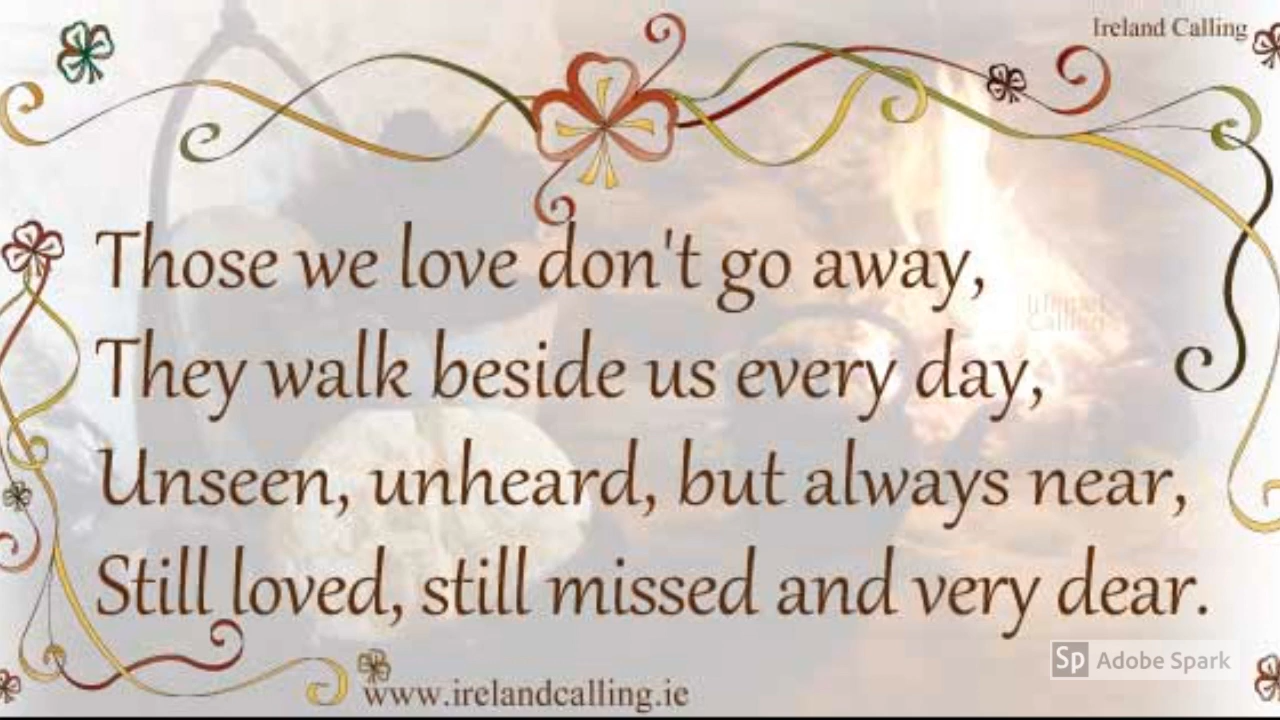 Ireland Calling
Those we love don't go away,
They walk beside us every day,
Unseen, unheard, but always near,
Still loved, still missed and very dear.
Sp Adobe Spark
www.irelandcalling.ie